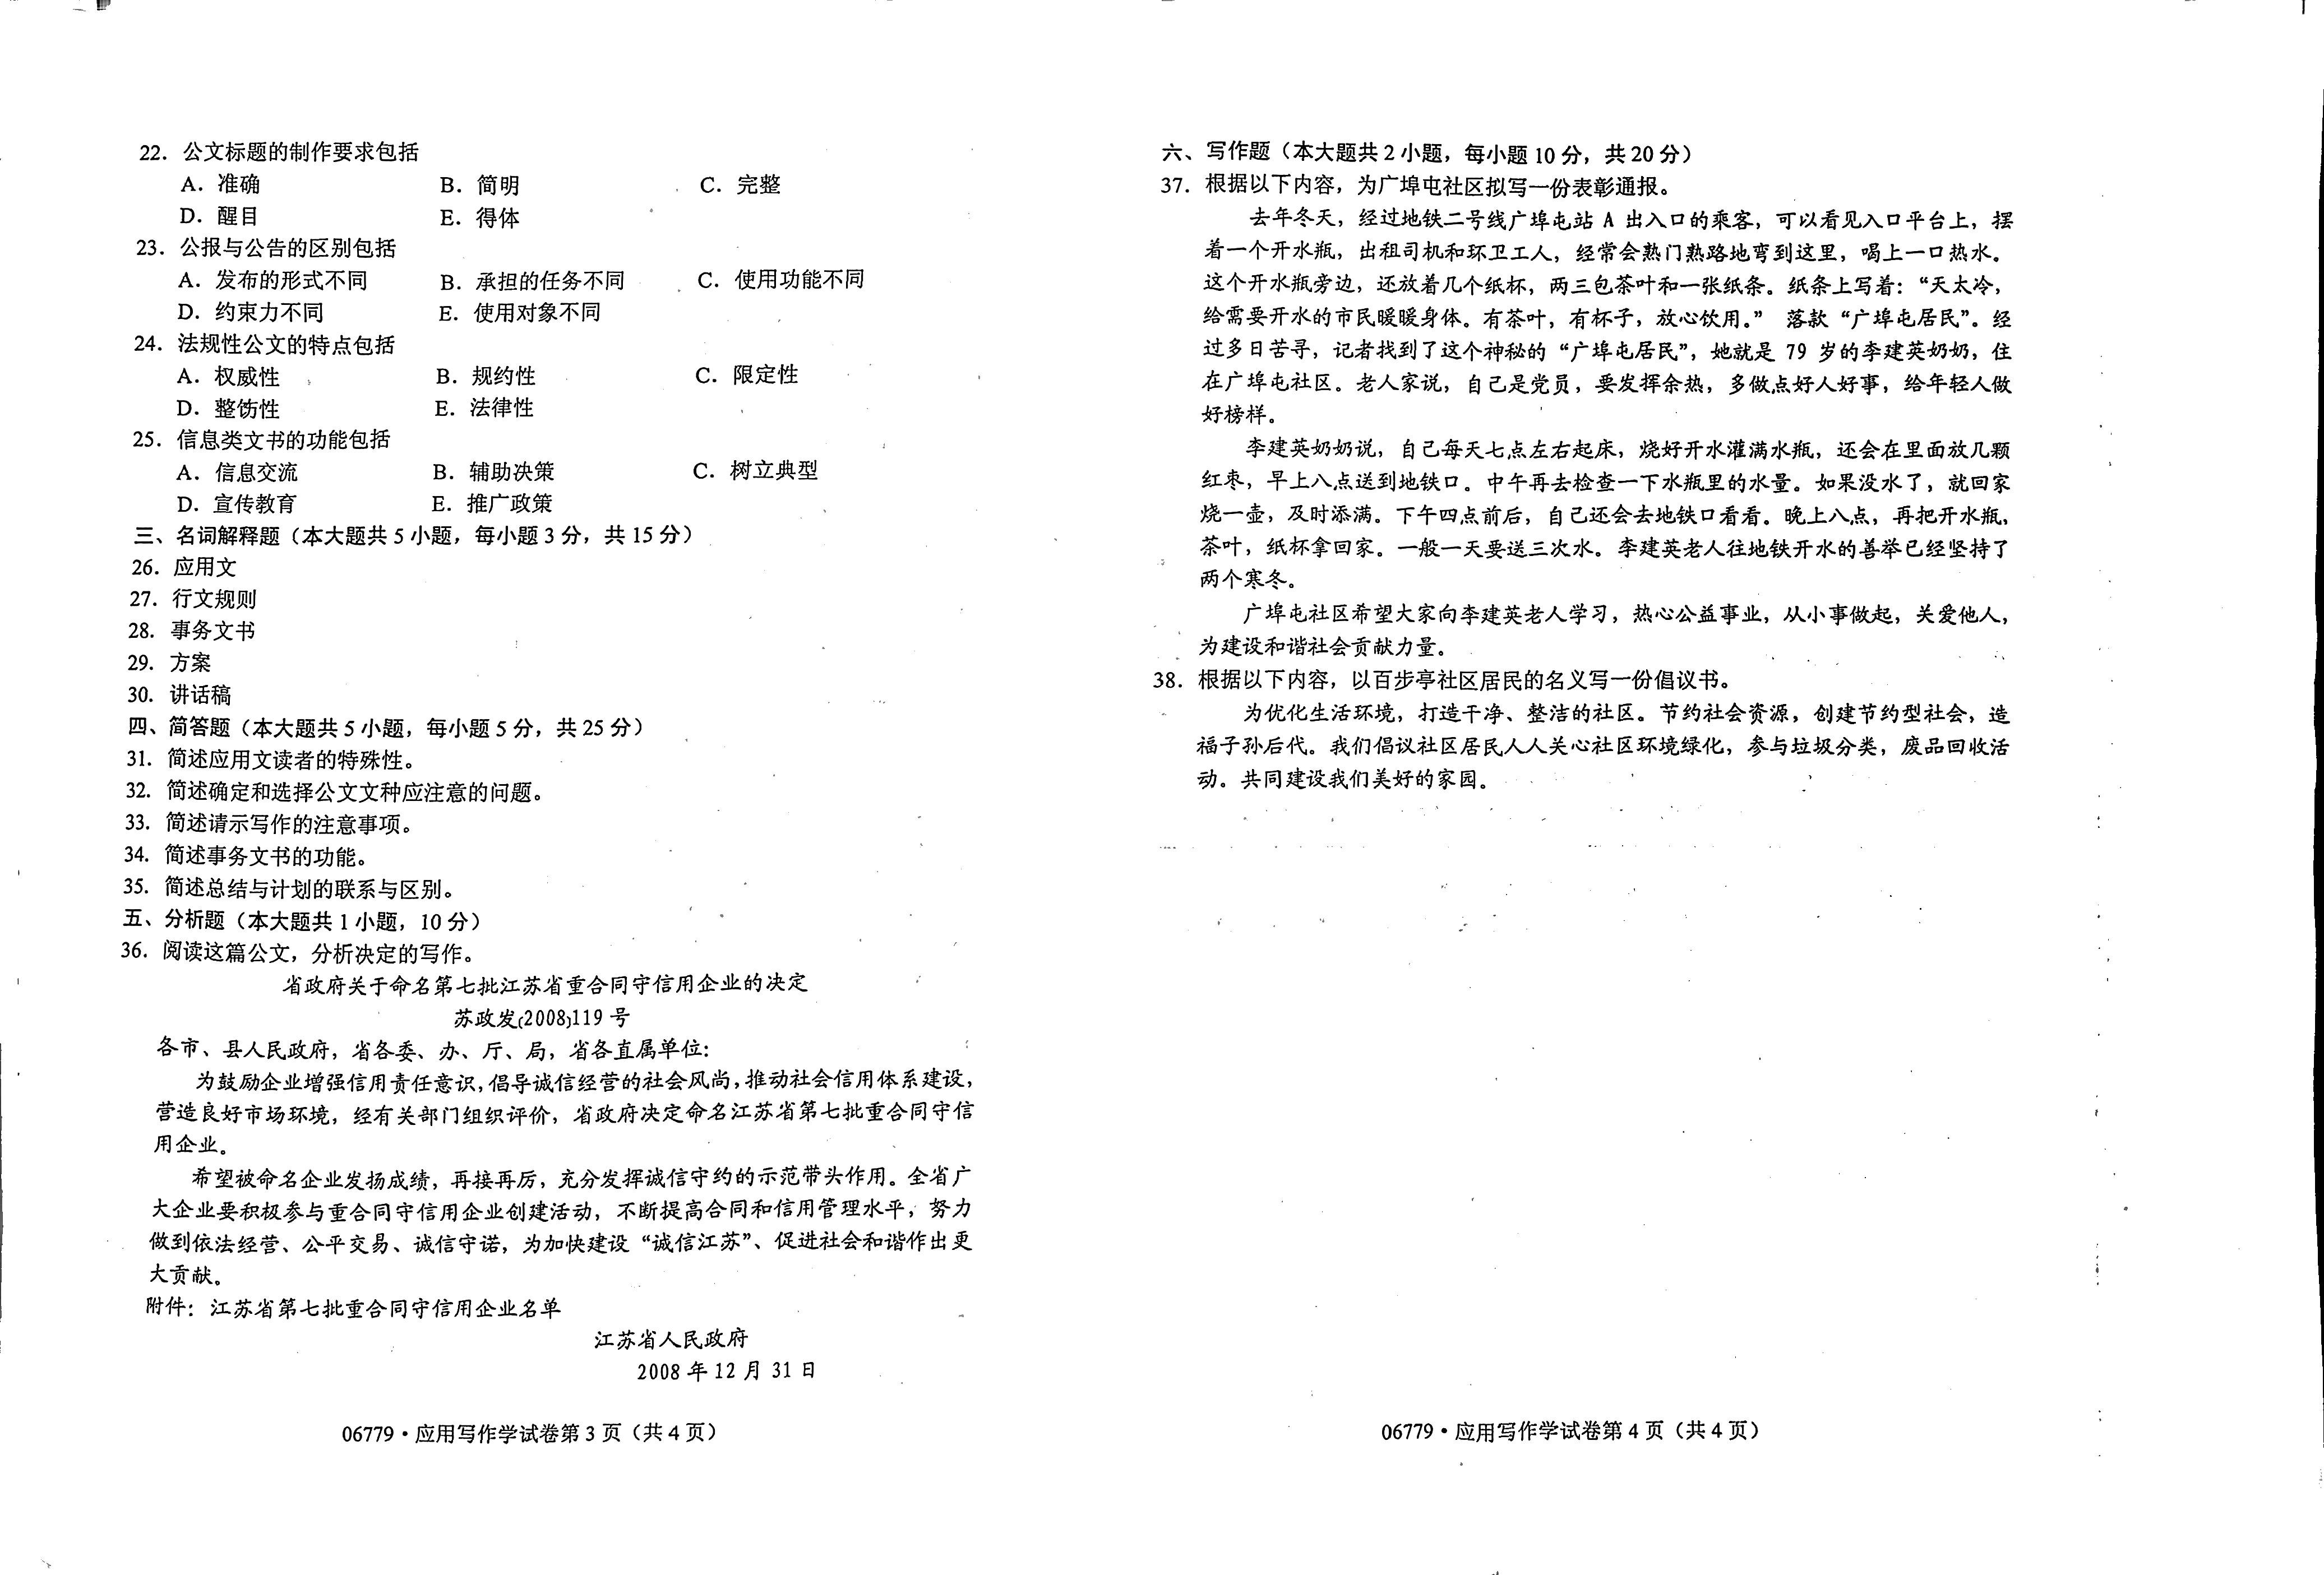 22. 公文标题的制作要求包括
A. 准确 B. 简明 C. 完整
D. 醒目 E. 得体
23. 公报与公告的区别包括
A. 发布的形式不同 B. 承担的任务不同 C. 使用功能不同
D. 约束力不同 E. 使用对象不同
24. 法规性公文的特点包括
A. 权威性 B. 规约性 C. 限定性
D. 整饬性 E. 法律性
25. 信息类文书的功能包括
A. 信息交流 B. 辅助决策 C. 树立典型
D. 宣传教育 E. 推广政策
三、名词解释题（本大题共5小题，每小题3分，共15分）
26. 应用文
27. 行文规则
28. 事务文书
29. 方案
30. 讲话稿
四、简答题（本大题共5小题，每小题5分，共25分）
31. 简述应用文读者的特殊性。
32. 简述确定和选择公文文种应注意的问题。
33. 简述请示写作的注意事项。
34. 简述事务文书的功能。
35. 简述总结与计划的联系与区别。
五、分析题（本大题共1小题，10分）
36. 阅读这篇公文，分析决定的写作。
省政府关于命名第七批江苏省重合同守信用企业的决定
苏政发〔2008〕119号
各市、县人民政府，省各委、办、厅、局，省各直属单位：
为鼓励企业增强信用责任意识，倡导诚信经营的社会风尚，推动社会信用体系建设，
营造良好市场环境，经有关部门组织评价，省政府决定命名江苏省第七批重合同守信
用企业。
希望被命名企业发扬成绩，再接再厉，充分发挥诚信守约的示范带头作用。全省广
大企业要积极参与重合同守信用企业创建活动，不断提高合同和信用管理水平，努力
做到依法经营、公平交易、诚信守诺，为加快建设“诚信江苏”、促进社会和谐作出更
大贡献。
附件：江苏省第七批重合同守信用企业名单
江苏省人民政府
2008年12月31日
06779·应用写作学试卷第3页（共4页）
六、写作题（本大题共2小题，每小题10分，共20分）
37. 根据以下内容，为广埠屯社区拟写一份表彰通报。
去年冬天，经过地铁二号线广埠屯站A出入口的乘客，可以看见入口平台上，摆
着一个开水瓶，出租司机和环卫工人，经常会熟门熟路地弯到这里，喝上一口热水。
这个开水瓶旁边，还放着几个纸杯，两三包茶叶和一张纸条。纸条上写着：“天太冷，
给需要开水的市民暖暖身体。有茶叶，有杯子，放心饮用。” 落款“广埠屯居民”。经
过多日苦寻，记者找到了这个神秘的“广埠屯居民”，她就是79岁的李建英奶奶，住
在广埠屯社区。老人家说，自己是党员，要发挥余热，多做点好人好事，给年轻人做
好榜样。
李建英奶奶说，自己每天七点左右起床，烧好开水灌满水瓶，还会在里面放几颗
红枣，早上八点送到地铁口。中午再去检查一下水瓶里的水量。如果没水了，就回家
烧一壶，及时添满。下午四点前后，自己还会去地铁口看看。晚上八点，再把开水瓶，
茶叶，纸杯拿回家。一般一天要送三次水。李建英老人往地铁开水的善举已经坚持了
两个寒冬。
广埠屯社区希望大家向李建英老人学习，热心公益事业，从小事做起，关爱他人，
为建设和谐社会贡献力量。
38. 根据以下内容，以百步亭社区居民的名义写一份倡议书。
为优化生活环境，打造干净、整洁的社区。节约社会资源，创建节约型社会，造
福子孙后代。我们倡议社区居民人人关心社区环境绿化，参与垃圾分类，废品回收活
动。共同建设我们美好的家园。
06779·应用写作学试卷第4页（共4页）